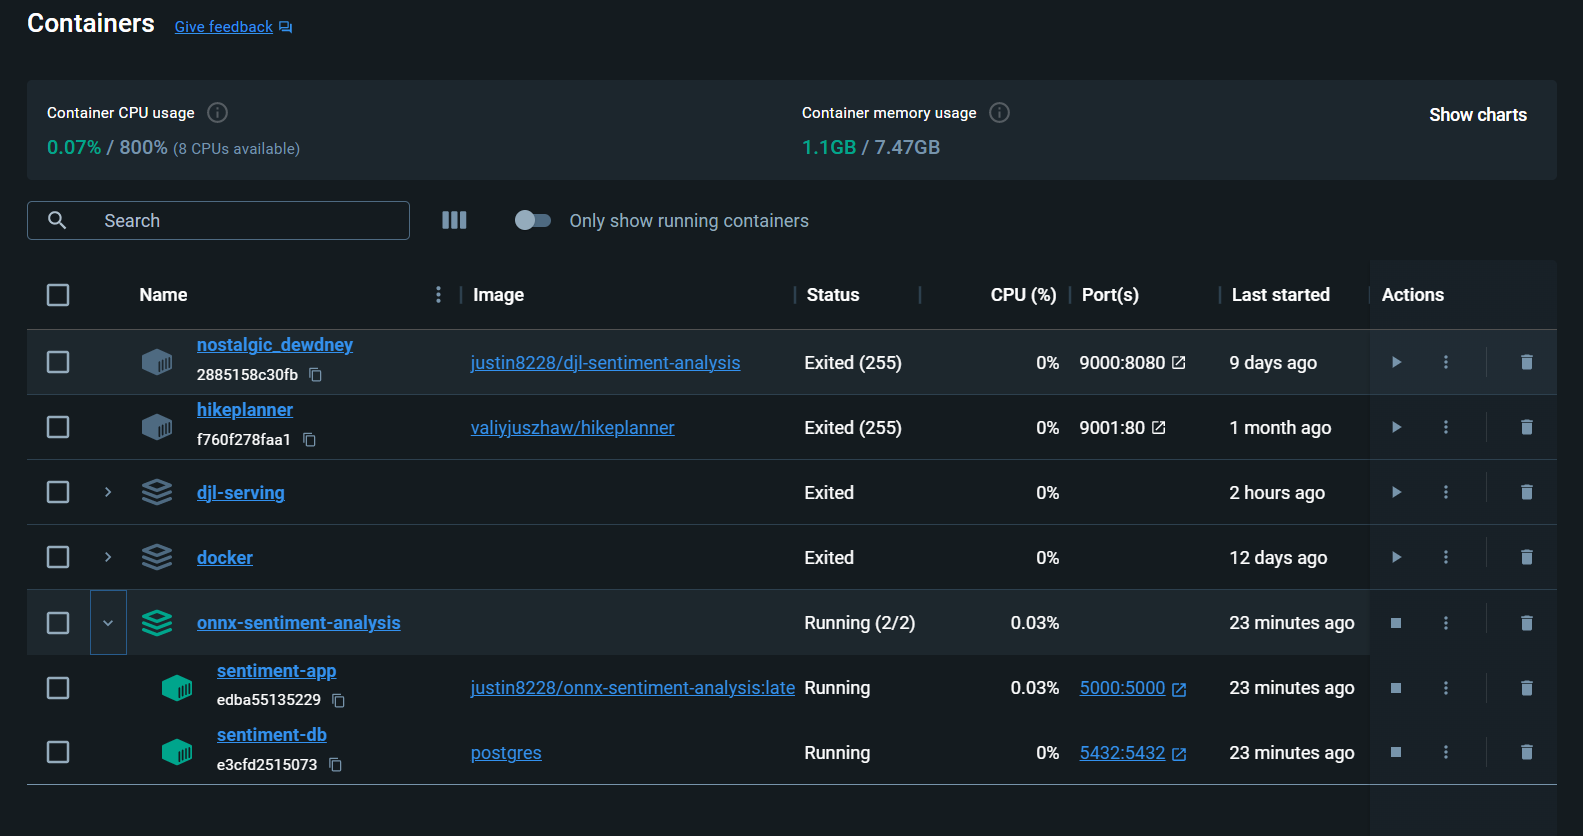 Containers Give feedback
Container CPU usage
0.07% / 800% (8 CPUs available)
Container memory usage
1.1GB / 7.47GB
Show charts
Search
Only show running containers
Name Image Status CPU (%) Port(s) Last started Actions
nostalgic_dewdney
2885158c30fb
justin8228/djl-sentiment-analysis Exited (255) 0% 9000:8080 9 days ago
hikeplanner
f760f278faa1
valiyjuszhaw/hikeplanner Exited (255) 0% 9001:80 1 month ago
djl-serving Exited 0% 2 hours ago
docker Exited 0% 12 days ago
onnx-sentiment-analysis Running (2/2) 0.03% 23 minutes ago
sentiment-app
edba55135229
justin8228/onnx-sentiment-analysis:late Running 0.03% 5000:5000 23 minutes ago
sentiment-db
e3cfd2515073
postgres Running 0% 5432:5432 23 minutes ago